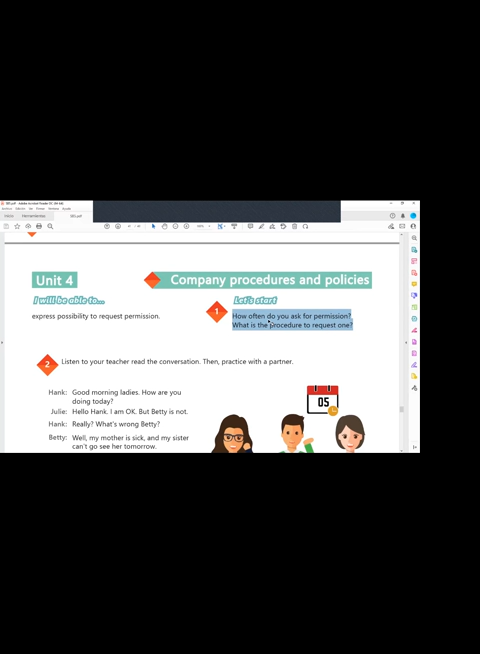 Inicio Herramientas
Unit 4
Company procedures and policies
I will be able to...
Let's start
express possibility to request permission.
1
How often do you ask for permission?
What is the procedure to request one?
2
Listen to your teacher read the conversation. Then, practice with a partner.
Hank: Good morning ladies. How are you
doing today?
Julie: Hello Hank. I am OK. But Betty is not.
Hank: Really? What's wrong Betty?
Betty: Well, my mother is sick, and my sister
can't go see her tomorrow.
05